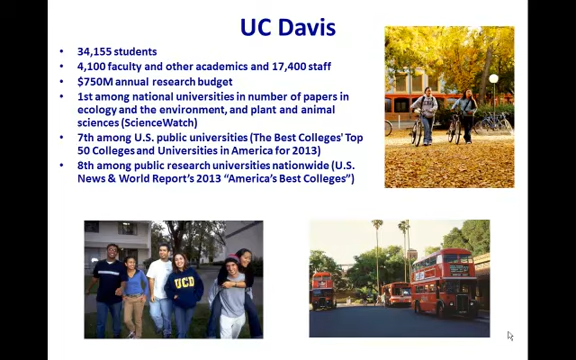 UC Davis
• 34,155 students
• 4,100 faculty and other academics and 17,400 staff
• $750M annual research budget
• 1st among national universities in number of papers in
ecology and the environment, and plant and animal
sciences (ScienceWatch)
• 7th among U.S. public universities (The Best Colleges' Top
50 Colleges and Universities in America for 2013)
• 8th among public research universities nationwide (U.S.
News & World Report's 2013 “America's Best Colleges”)
UCD